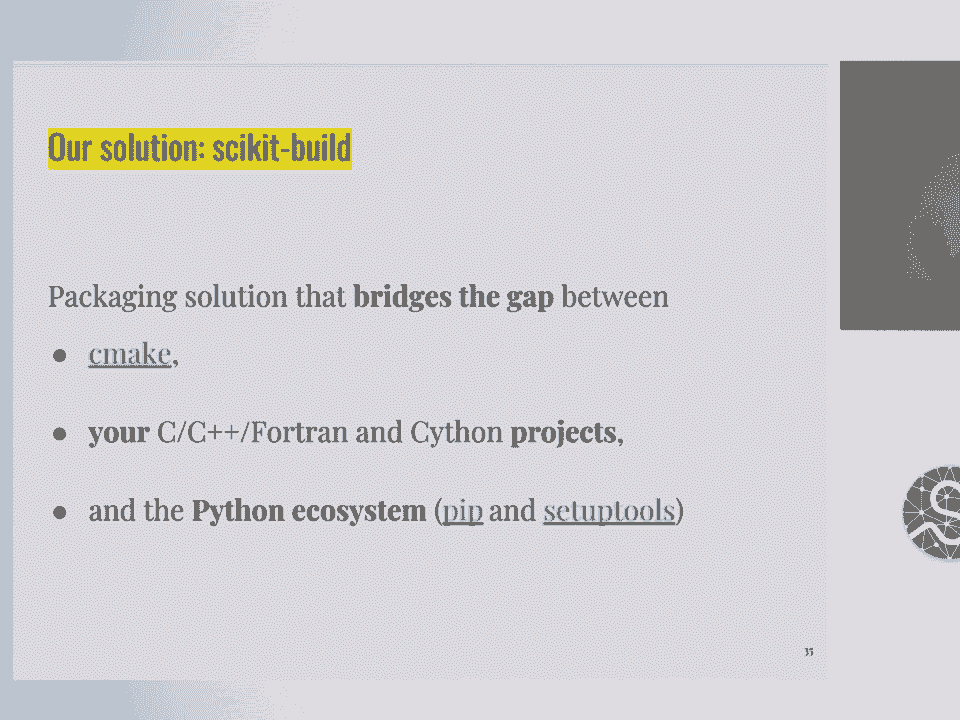 Our solution: scikit-build
Packaging solution that bridges the gap between
● cmake,
● your C/C++/Fortran and Cython projects,
● and the Python ecosystem (pip and setuptools)
35